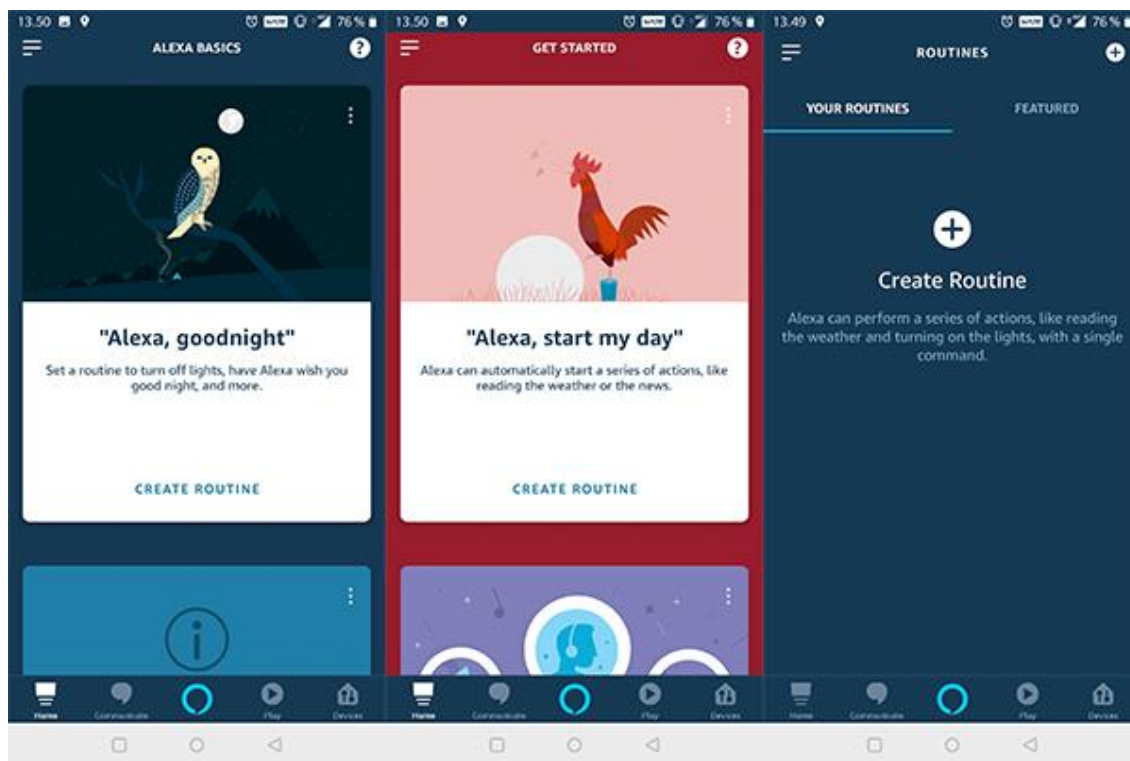 13.50
76 %
ALEXA BASICS
?
"Alexa, goodnight"
Set a routine to turn off lights, have Alexa wish you
good night, and more.
CREATE ROUTINE
i
Home
Communicate
Play
Devices
13.50
76 %
GET STARTED
?
"Alexa, start my day"
Alexa can automatically start a series of actions, like
reading the weather or the news.
CREATE ROUTINE
Home
Communicate
Play
Devices
13.49
76 %
ROUTINES
YOUR ROUTINES
FEATURED
Create Routine
Alexa can perform a series of actions, like reading
the weather and turning on the lights, with a single
command.
Home
Communicate
Play
Devices